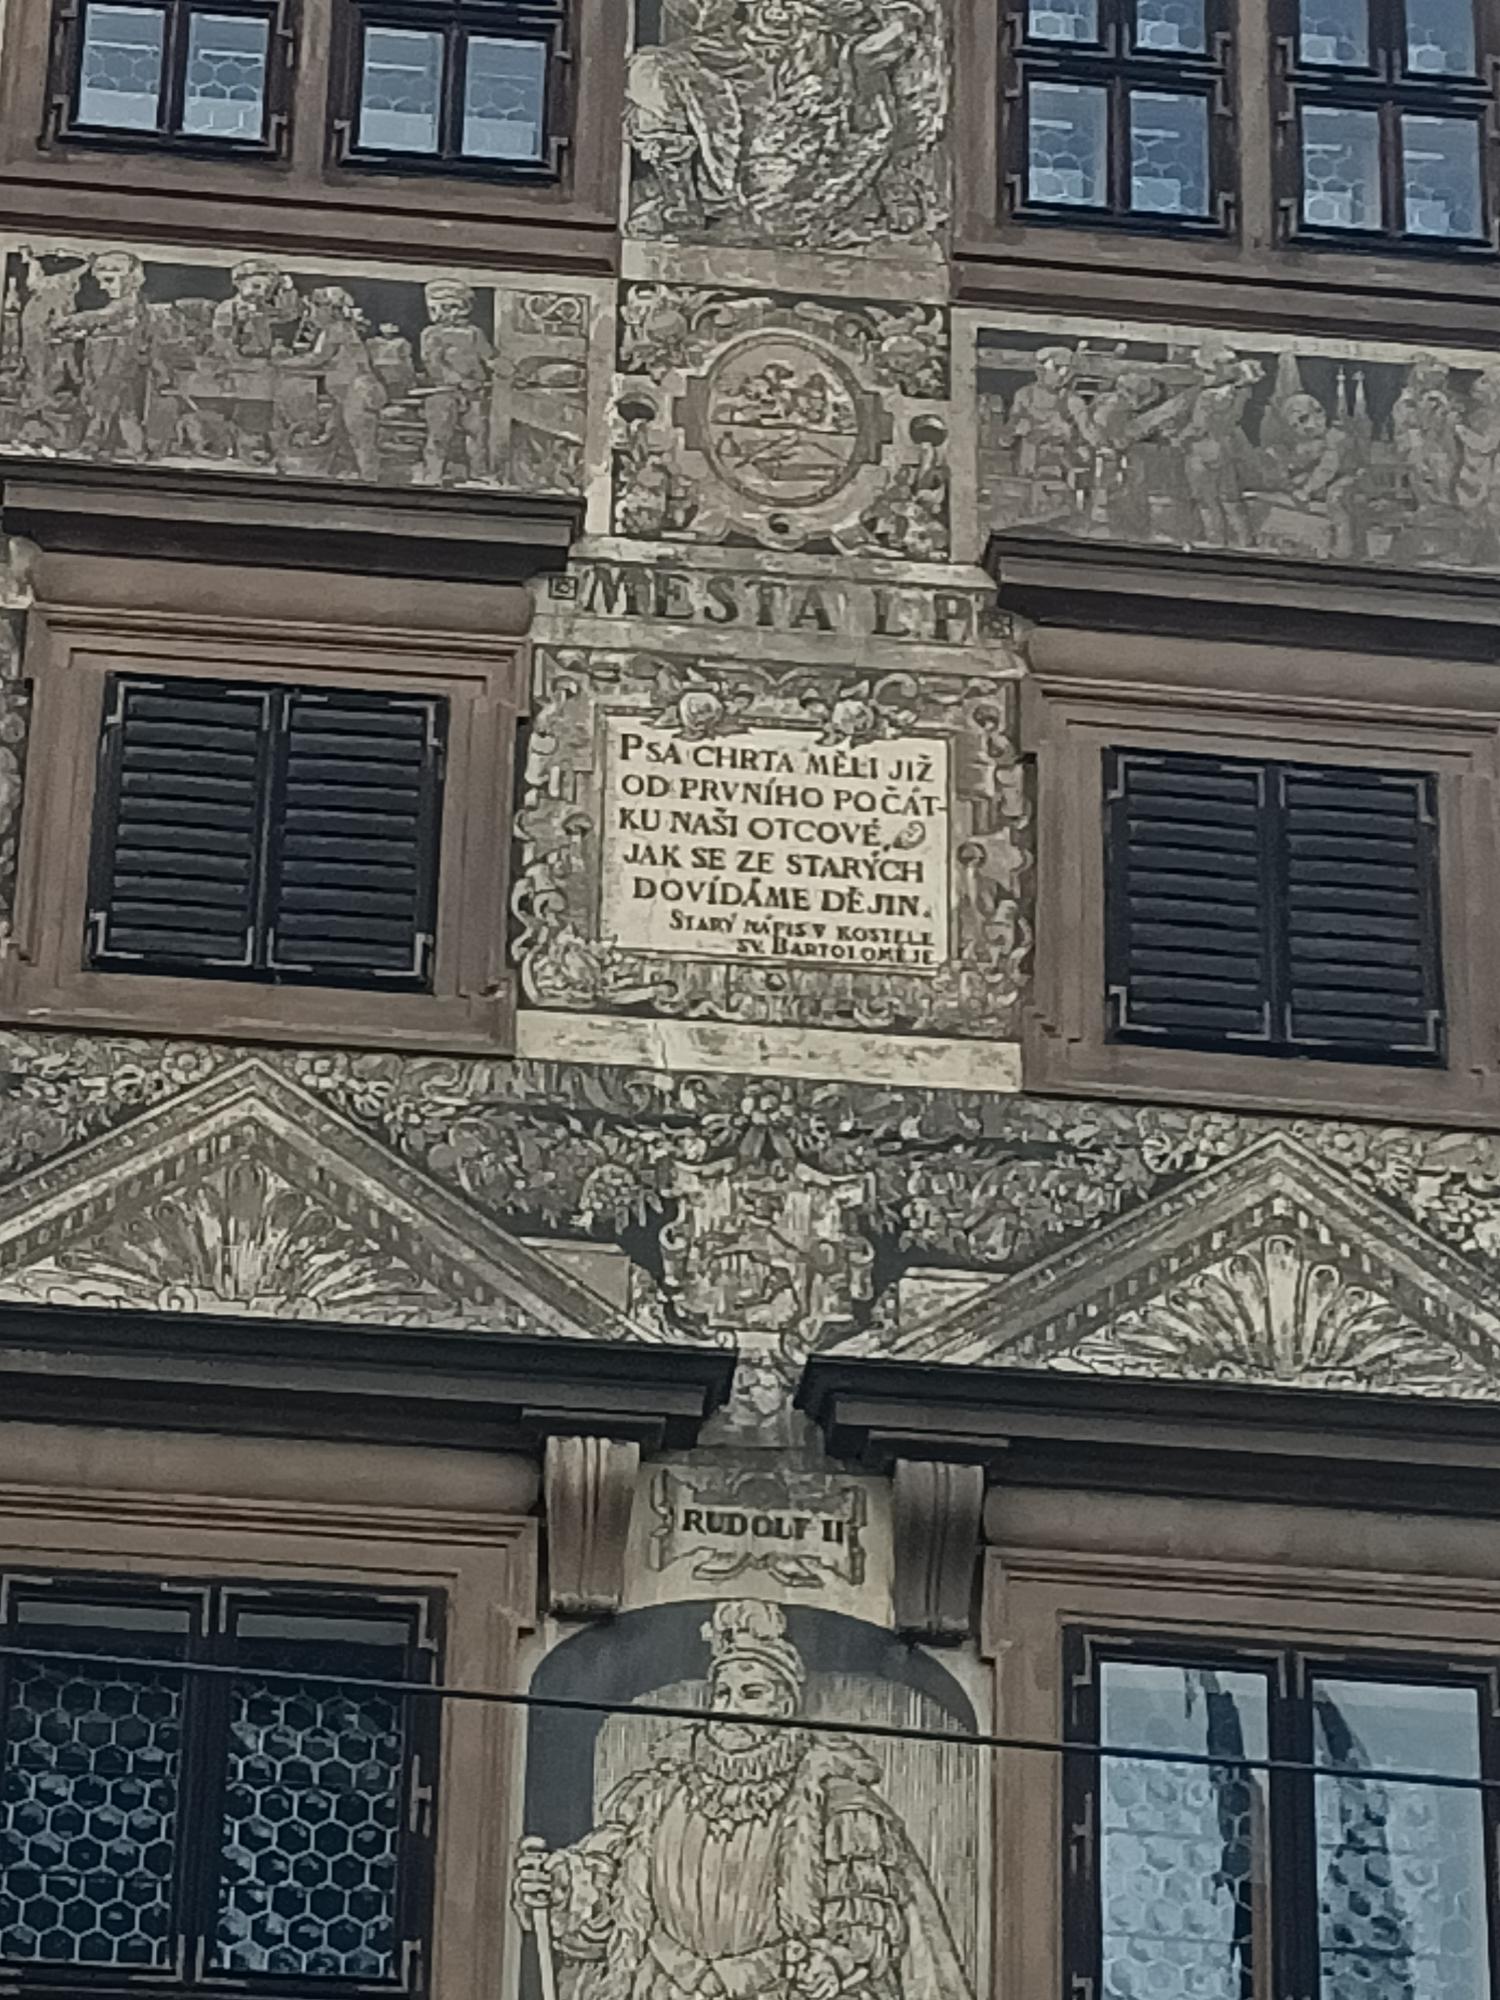 MĚSTA L P
PSA CHRTA MĚLI JIŽ
OD PRVNÍHO POČÁT-
KU NAŠI OTCOVÉ,
JAK SE ZE STARÝCH
DOVÍDÁME DĚJIN.
STARÝ NÁPIS V KOSTELE
SV. BARTOLOMĚJE
RUDOLF II